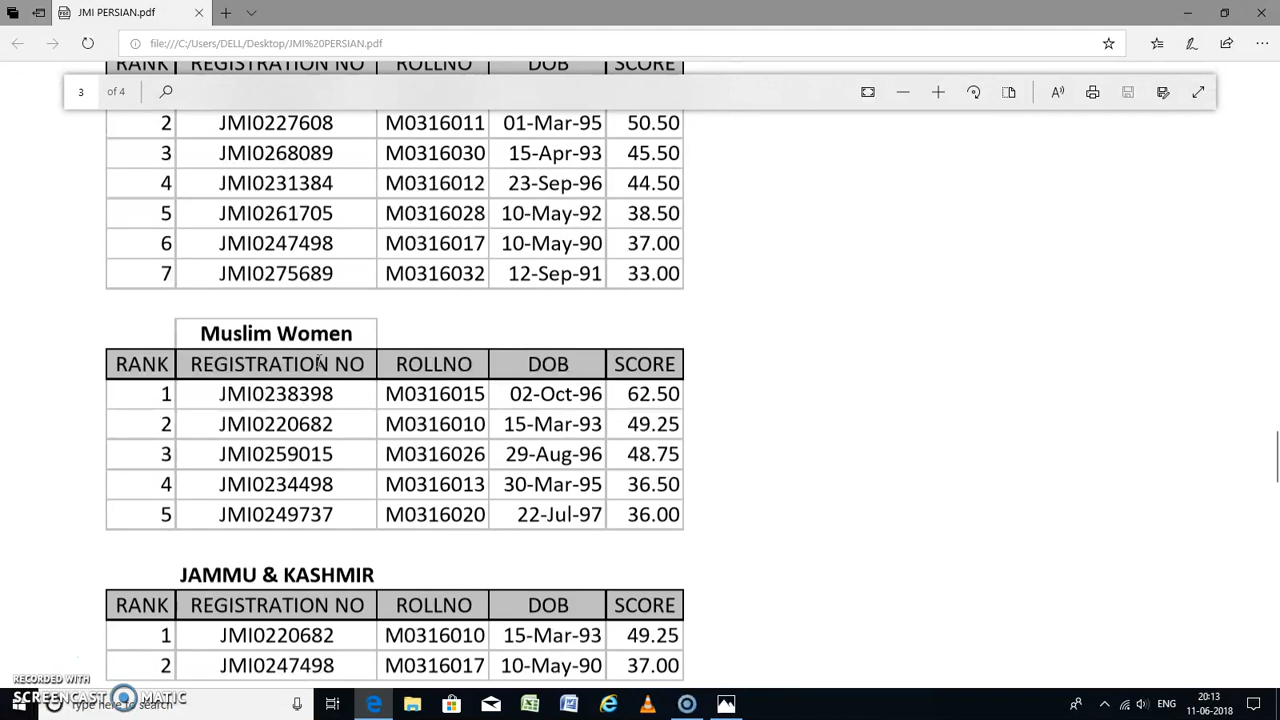 JMI PERSIAN.pdf
file:///C:/Users/DELL/Desktop/JMI%20PERSIAN.pdf
RANK REGISTRATION NO ROLLNO DOB SCORE
3 of 4
2 JMI0227608 M0316011 01-Mar-95 50.50
3 JMI0268089 M0316030 15-Apr-93 45.50
4 JMI0231384 M0316012 23-Sep-96 44.50
5 JMI0261705 M0316028 10-May-92 38.50
6 JMI0247498 M0316017 10-May-90 37.00
7 JMI0275689 M0316032 12-Sep-91 33.00
Muslim Women
RANK REGISTRATION NO ROLLNO DOB SCORE
1 JMI0238398 M0316015 02-Oct-96 62.50
2 JMI0220682 M0316010 15-Mar-93 49.25
3 JMI0259015 M0316026 29-Aug-96 48.75
4 JMI0234498 M0316013 30-Mar-95 36.50
5 JMI0249737 M0316020 22-Jul-97 36.00
JAMMU & KASHMIR
RANK REGISTRATION NO ROLLNO DOB SCORE
1 JMI0220682 M0316010 15-Mar-93 49.25
2 JMI0247498 M0316017 10-May-90 37.00
RECORDED WITH
SCREENCAST MATIC
here to search
ENG
20:13
11-06-2018